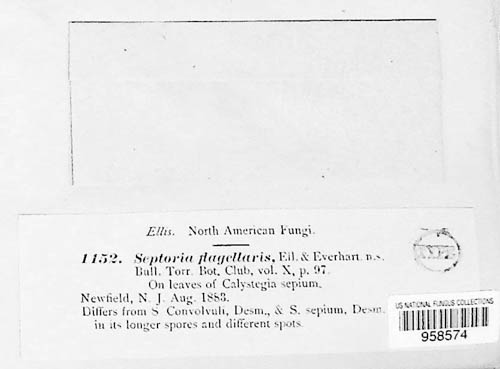 Ellis. North American Fungi.
1152. Septoria flagellaris, Ell. & Everhart. n.s.
Bull. Torr. Bot. Club, vol. X, p. 97.
On leaves of Calystegia sepium.
Newfield, N. J. Aug. 1883.
Differs from S Convolvuli, Desm., & S. sepium, Desm.
in its longer spores and different spots.
US NATIONAL FUNGUS COLLECTIONS
958574